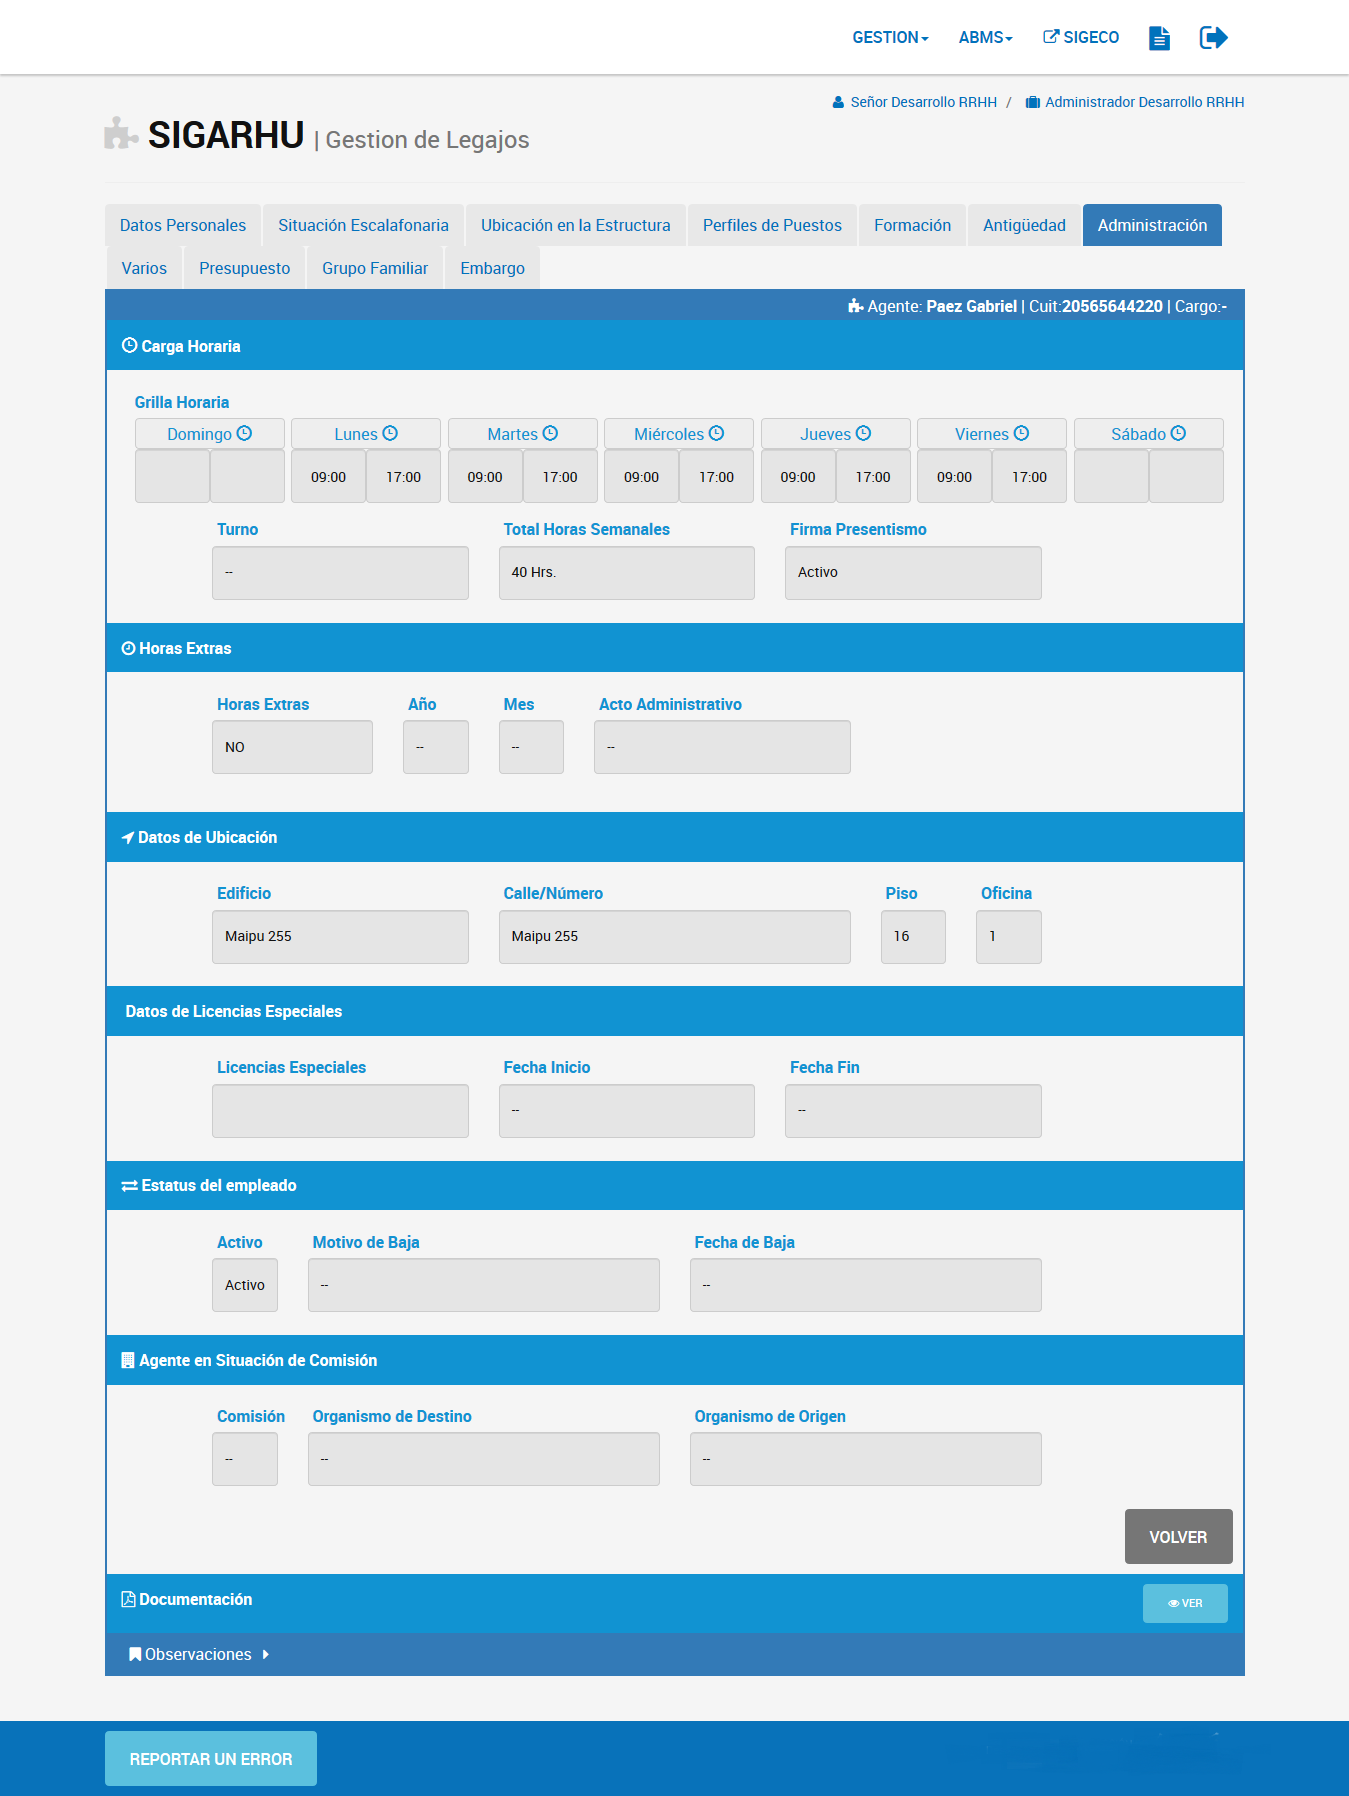 GESTION ABMS SIGECO
Señor Desarrollo RRHH / Administrador Desarrollo RRHH
SIGARHU | Gestion de Legajos
Datos Personales Situación Escalafonaria Ubicación en la Estructura Perfiles de Puestos Formación Antigüedad Administración
Varios Presupuesto Grupo Familiar Embargo
Agente: Paez Gabriel | Cuit:20565644220 | Cargo:-
Carga Horaria
Grilla Horaria
Domingo Lunes Martes Miércoles Jueves Viernes Sábado
09:00 17:00 09:00 17:00 09:00 17:00 09:00 17:00 09:00 17:00
Turno Total Horas Semanales Firma Presentismo
-- 40 Hrs. Activo
Horas Extras
Horas Extras Año Mes Acto Administrativo
NO -- -- --
Datos de Ubicación
Edificio Calle/Número Piso Oficina
Maipu 255 Maipu 255 16 1
Datos de Licencias Especiales
Licencias Especiales Fecha Inicio Fecha Fin
-- --
Estatus del empleado
Activo Motivo de Baja Fecha de Baja
Activo -- --
Agente en Situación de Comisión
Comisión Organismo de Destino Organismo de Origen
-- -- --
VOLVER
Documentación VER
Observaciones
REPORTAR UN ERROR